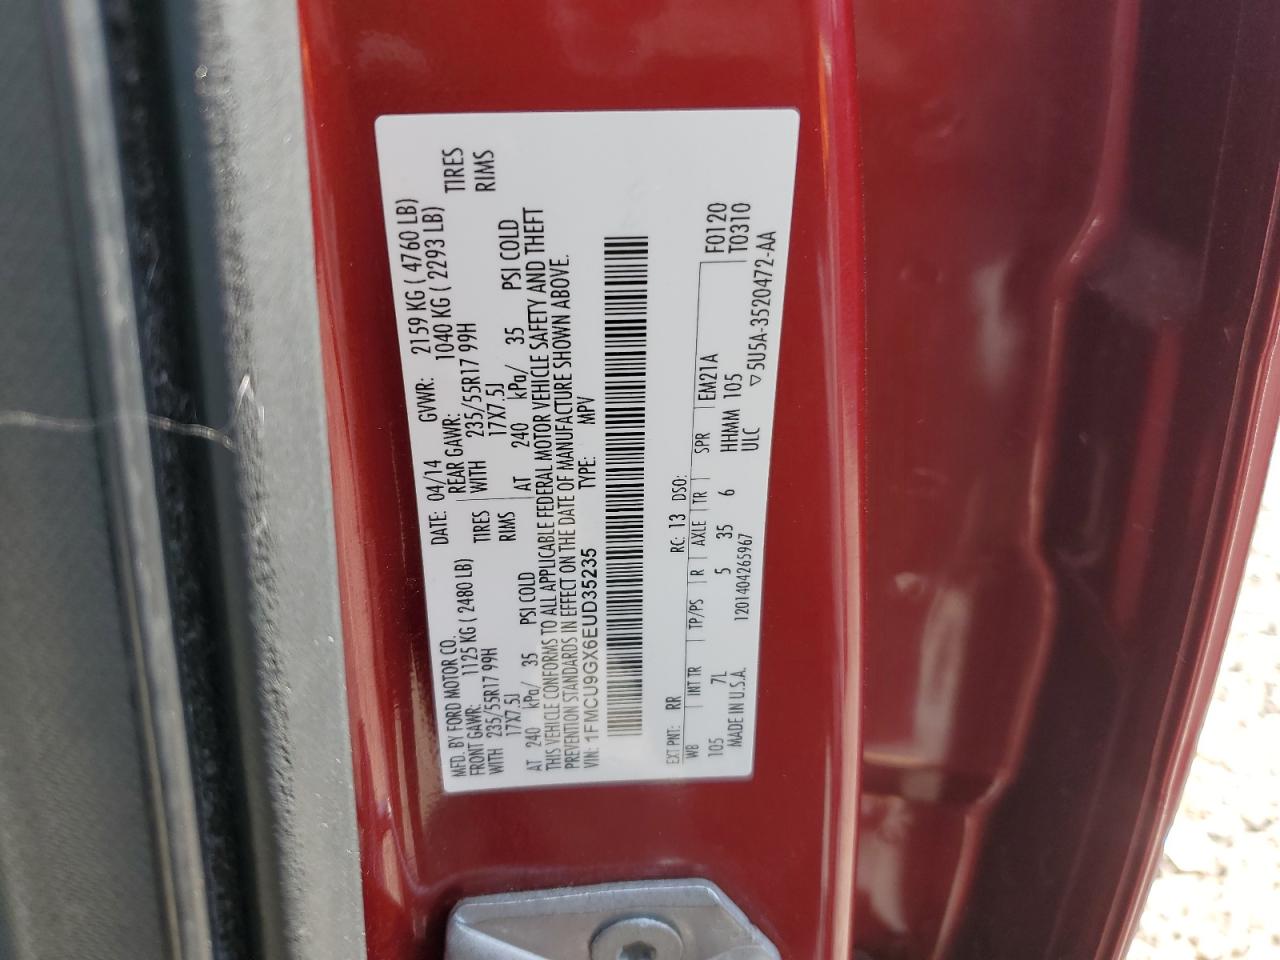 MFD. BY FORD MOTOR CO. DATE: 04/14 GVWR: 2159 KG ( 4760 LB)
FRONT GAWR: 1125 KG ( 2480 LB) REAR GAWR: 1040 KG ( 2293 LB)
WITH 235/55R17 99H TIRES WITH 235/55R17 99H TIRES
17X7.5J RIMS 17X7.5J RIMS
AT 240 kPa/ 35 PSI COLD AT 240 kPa/ 35 PSI COLD
THIS VEHICLE CONFORMS TO ALL APPLICABLE FEDERAL MOTOR VEHICLE SAFETY AND THEFT
PREVENTION STANDARDS IN EFFECT ON THE DATE OF MANUFACTURE SHOWN ABOVE.
VIN: 1FMCU9GX6EUD35235 TYPE: MPV
EXT PNT: RR RC: 13 DSO:
WB INT TR TP/PS R AXLE TR SPR EM21A F0120
105 7L 5 35 6 HHMM 105 T0310
MADE IN U.S.A. 1201404265967 ULC ▽5U5A-3520472-AA